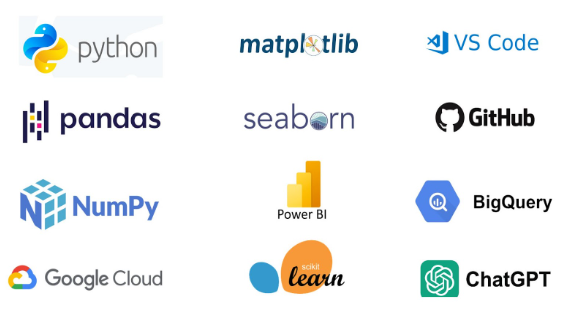 python
matplotlib
VS Code
pandas
seaborn
GitHub
NumPy
Power BI
BigQuery
Google Cloud
scikit
learn
ChatGPT